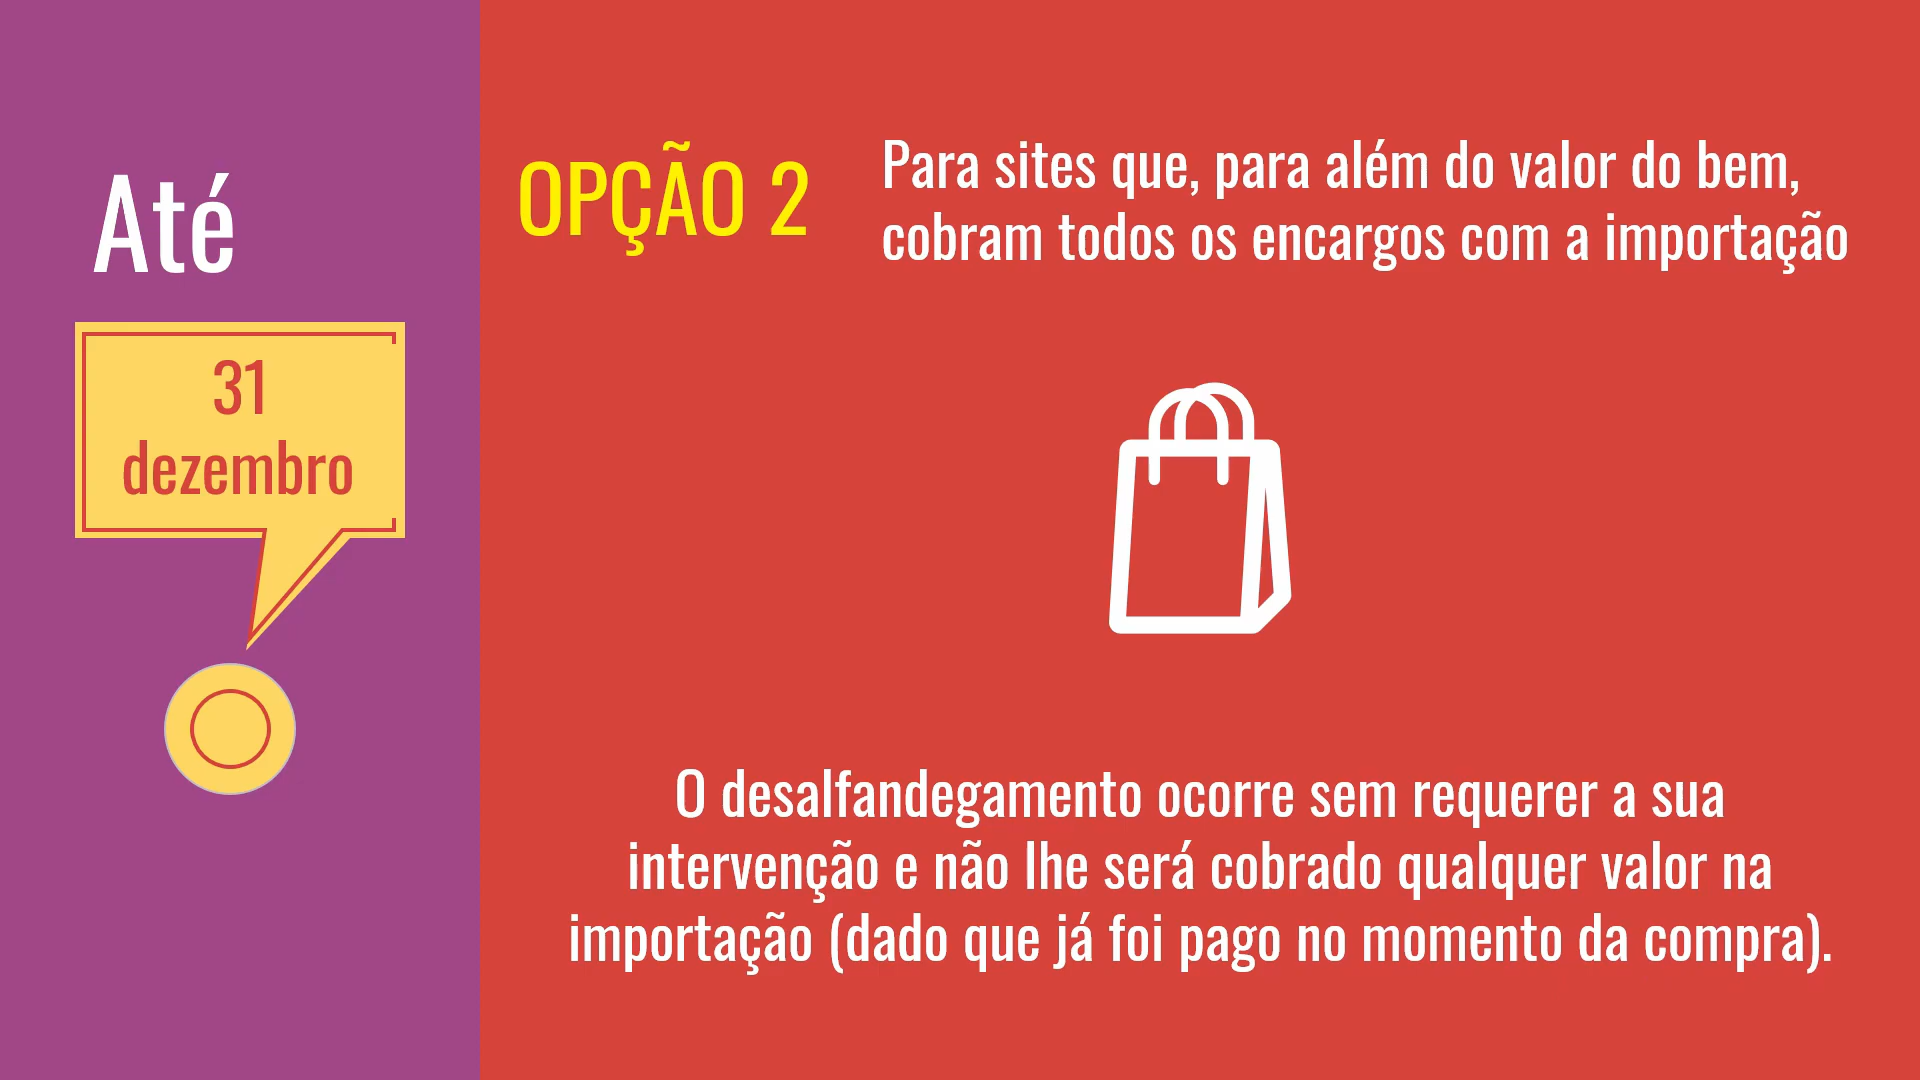 Até
31
dezembro
OPÇÃO 2
Para sites que, para além do valor do bem,
cobram todos os encargos com a importação
O desalfandegamento ocorre sem requerer a sua
intervenção e não lhe será cobrado qualquer valor na
importação (dado que já foi pago no momento da compra).